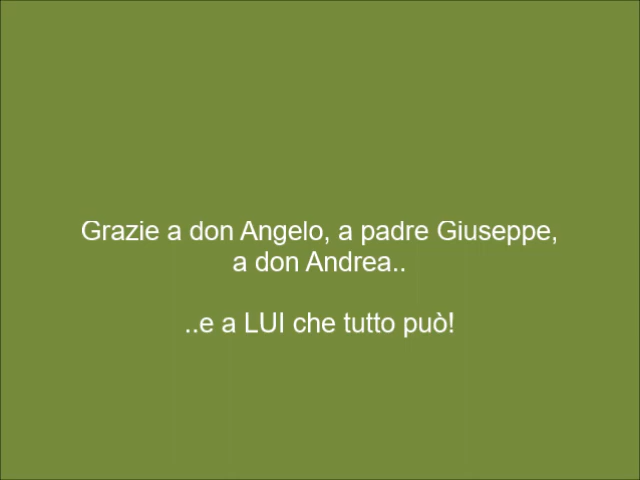 Grazie a don Angelo, a padre Giuseppe,
a don Andrea..
..e a LUI che tutto può!